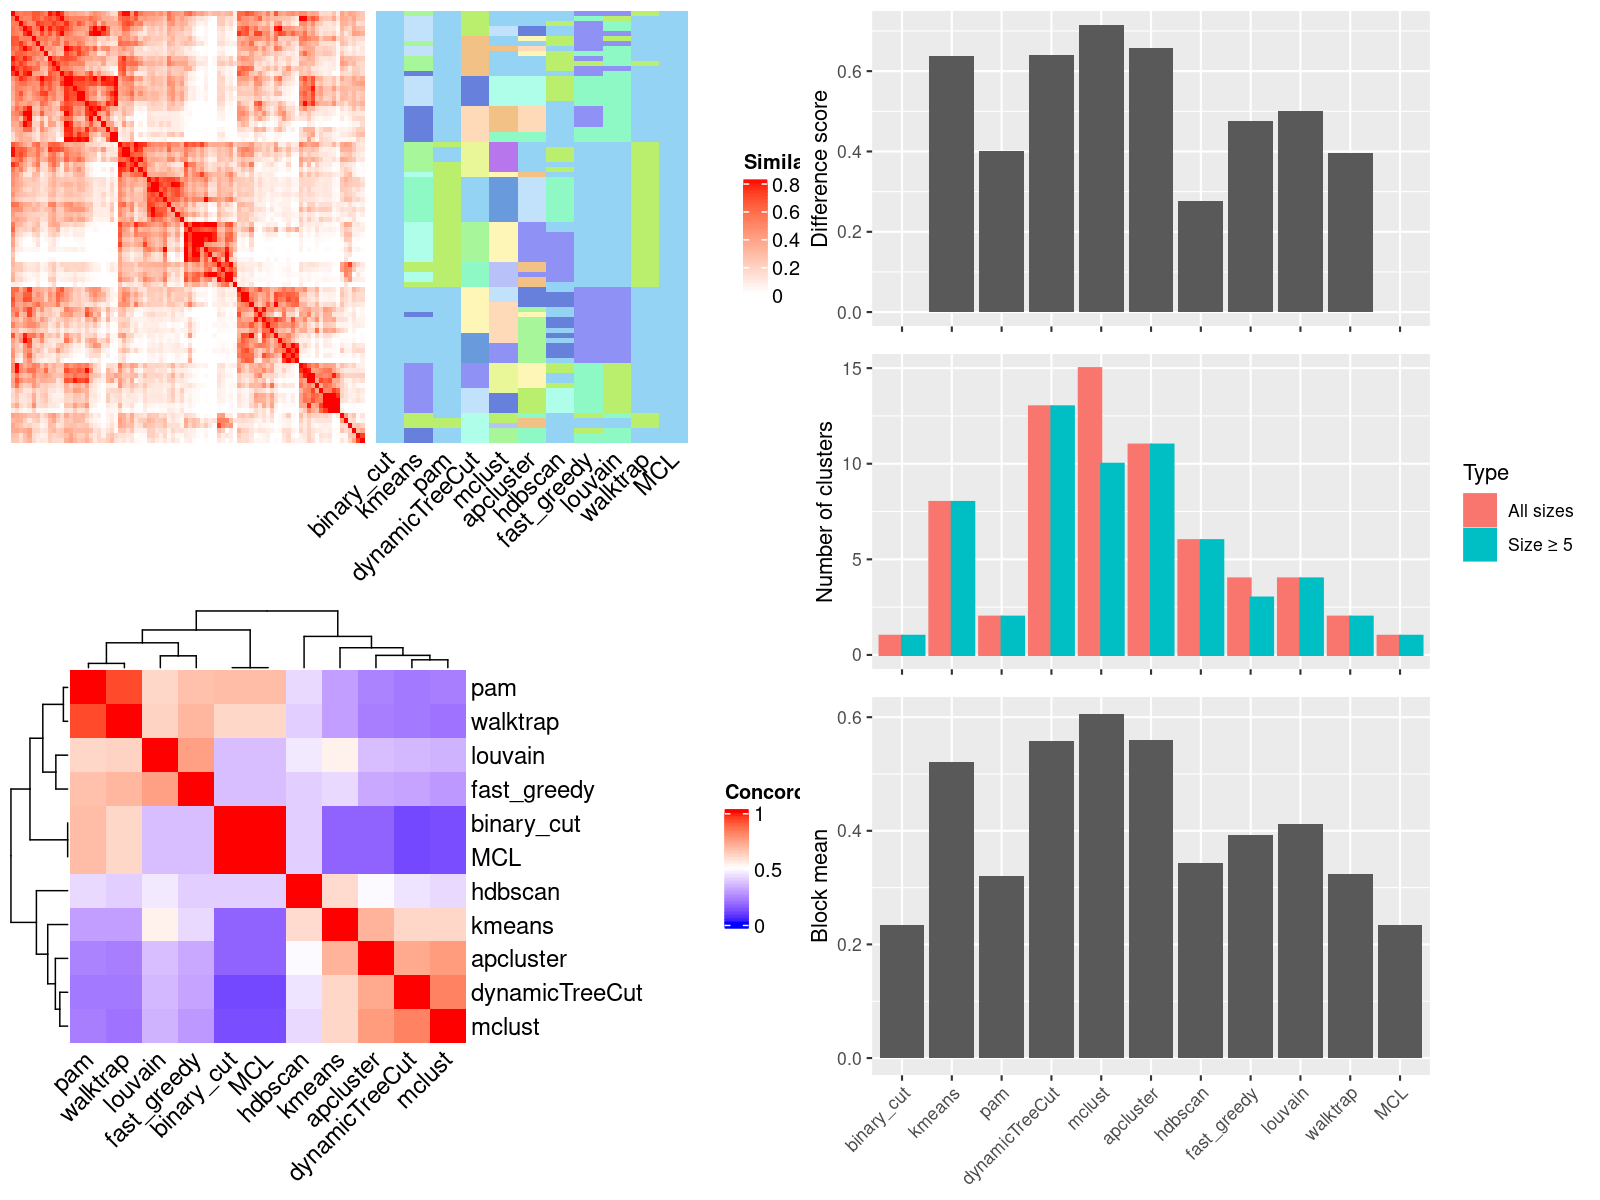 Simila
0.8
0.6
0.4
0.2
0
binary_cut
kmeans
pam
dynamicTreeCut
mclust
apcluster
hdbscan
fast_greedy
louvain
walktrap
MCL
Difference score
0.6
0.4
0.2
0.0
Number of clusters
15
10
5
0
Type
All sizes
Size ≥ 5
pam
walktrap
louvain
fast_greedy
binary_cut
MCL
hdbscan
kmeans
apcluster
dynamicTreeCut
mclust
pam
walktrap
louvain
fast_greedy
binary_cut
MCL
hdbscan
kmeans
apcluster
dynamicTreeCut
mclust
Concord
1
0.5
0
Block mean
0.6
0.4
0.2
0.0
binary_cut
kmeans
pam
dynamicTreeCut
mclust
apcluster
hdbscan
fast_greedy
louvain
walktrap
MCL